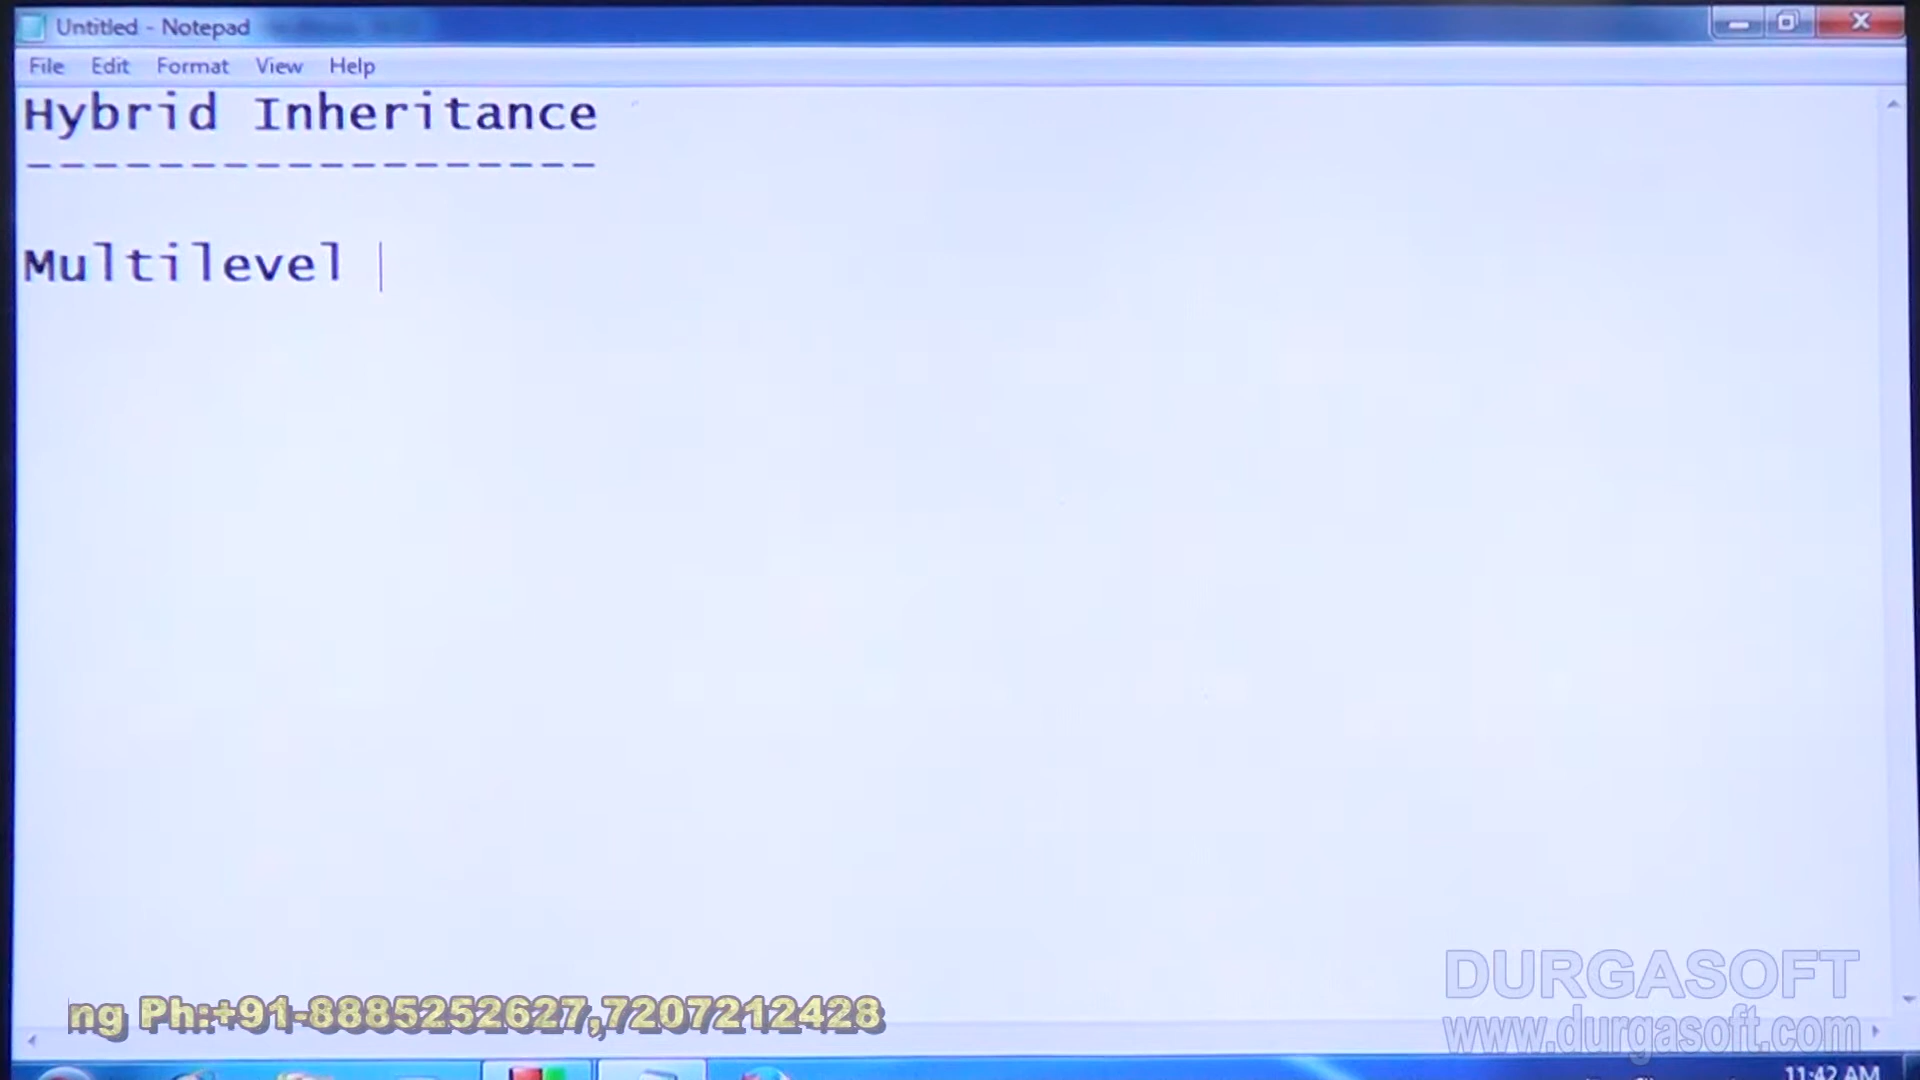 Untitled - Notepad
File Edit Format View Help
Hybrid Inheritance
-----------------
Multilevel
ng Ph:+91-8885252627,7207212428
DURGASOFT
www.durgasoft.com
11:42 AM